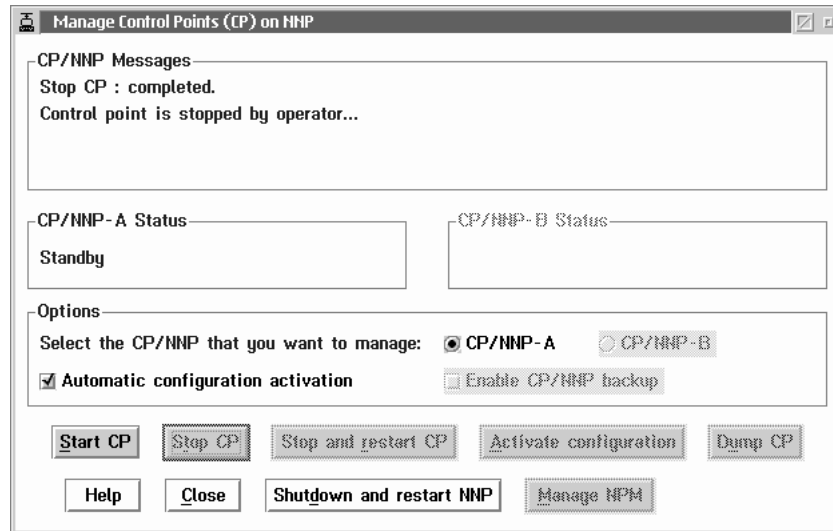 Manage Control Points (CP) on NNP
CP/NNP Messages
Stop CP : completed.
Control point is stopped by operator...
CP/NNP-A Status
CP/NNP-B Status
Standby
Options
Select the CP/NNP that you want to manage: CP/NNP-A CP/NNP-B
Automatic configuration activation Enable CP/NNP backup
Start CP Stop CP Stop and restart CP Activate configuration Dump CP
Help Close Shutdown and restart NNP Manage NPM